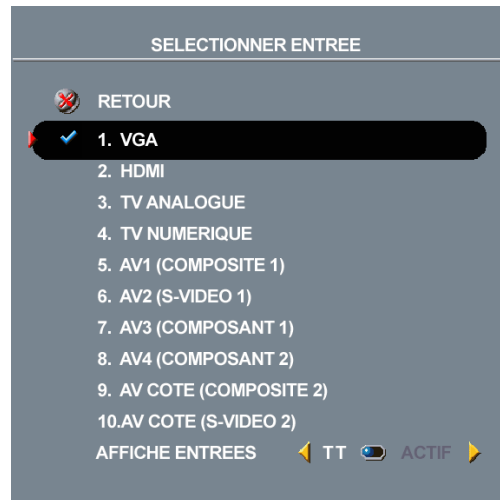 SELECTIONNER ENTREE
RETOUR
1. VGA
2. HDMI
3. TV ANALOGUE
4. TV NUMERIQUE
5. AV1 (COMPOSITE 1)
6. AV2 (S-VIDEO 1)
7. AV3 (COMPOSANT 1)
8. AV4 (COMPOSANT 2)
9. AV COTE (COMPOSITE 2)
10.AV COTE (S-VIDEO 2)
AFFICHE ENTREES TT ACTIF